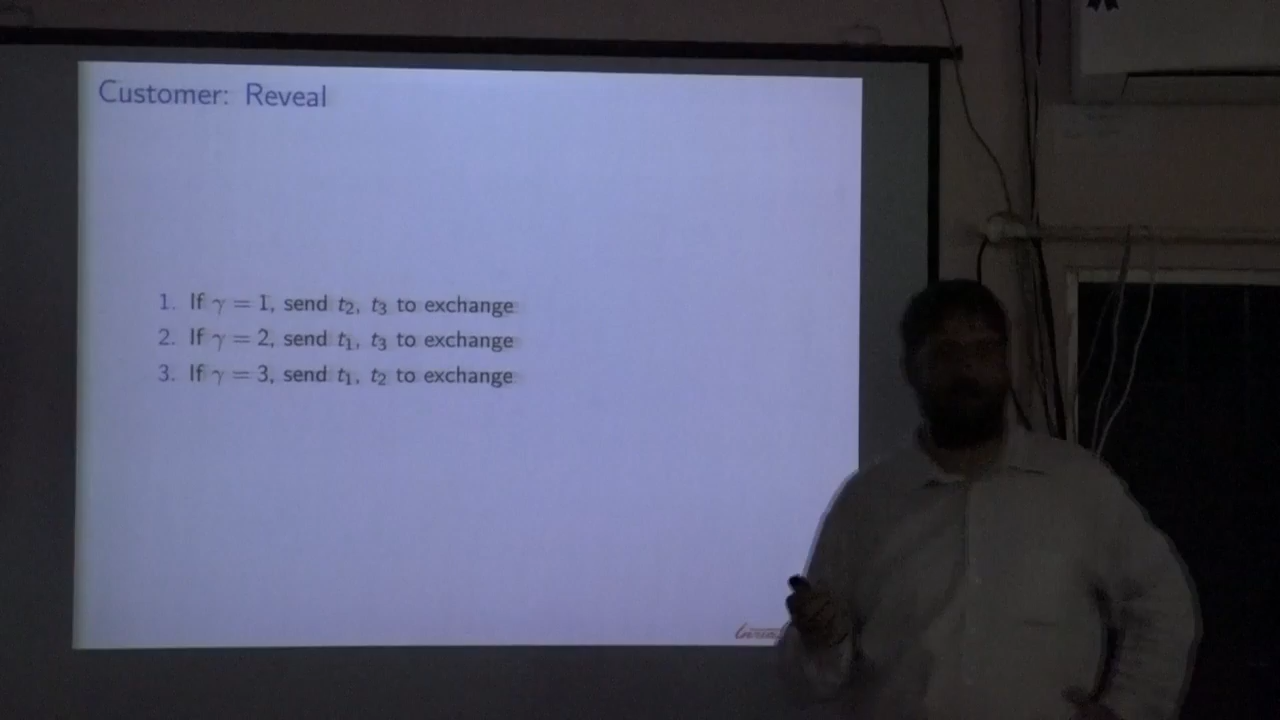 Customer: Reveal
1. If γ = 1, send t₂, t₃ to exchange
2. If γ = 2, send t₁, t₃ to exchange
3. If γ = 3, send t₁, t₂ to exchange
Inria